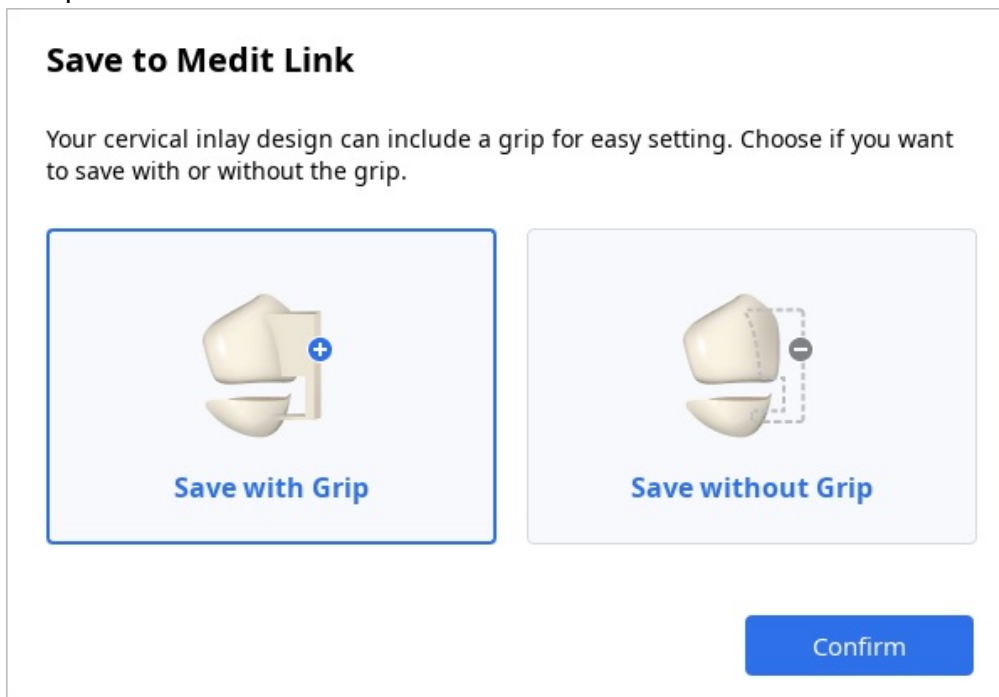 Save to Medit Link
Your cervical inlay design can include a grip for easy setting. Choose if you want
to save with or without the grip.
Save with Grip
Save without Grip
Confirm